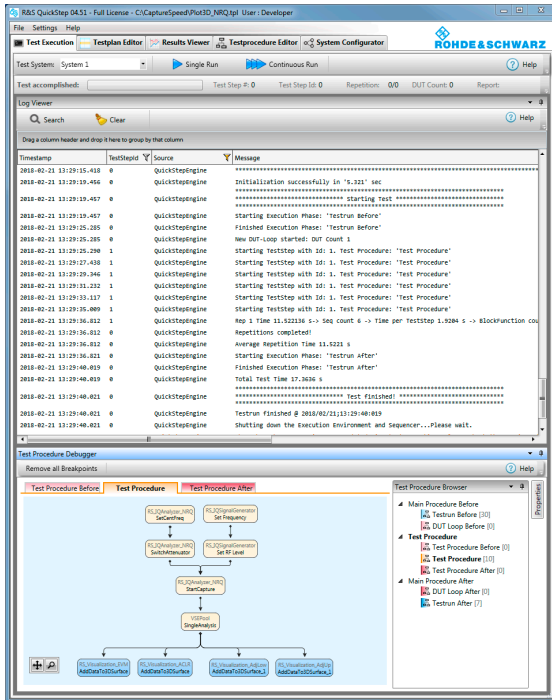 R&S QuickStep 04.51 - Full License - C:\CaptureSpeed\Plot3D_NRQ.tpl User : Developer
File Settings Help
Test Execution Testplan Editor Results Viewer Testprocedure Editor System Configurator
ROHDE&SCHWARZ
Test System: System 1 Single Run Continuous Run Help
Test accomplished: Test Step #: 0 Test Step Id: 0 Repetition: 0/0 DUT Count: 0 Report:
Log Viewer
Search Clear Help
Drag a column header and drop it here to group by that column
Timestamp TestStepId Source Message
2018-02-21 13:29:15.418 0 QuickStepEngine
2018-02-21 13:29:19.456 0 QuickStepEngine Initialization successfully in '5.321' sec
2018-02-21 13:29:19.457 0 QuickStepEngine Starting Test
2018-02-21 13:29:19.457 0 QuickStepEngine Starting Execution Phase: 'Testrun Before'
2018-02-21 13:29:25.285 0 QuickStepEngine Finished Execution Phase: 'Testrun Before'
2018-02-21 13:29:25.285 0 QuickStepEngine New DUT-Loop started: DUT Count 1
2018-02-21 13:29:25.290 1 QuickStepEngine Starting TestStep with Id: 1. Test Procedure: 'Test Procedure'
2018-02-21 13:29:27.438 1 QuickStepEngine Starting TestStep with Id: 1. Test Procedure: 'Test Procedure'
2018-02-21 13:29:29.346 1 QuickStepEngine Starting TestStep with Id: 1. Test Procedure: 'Test Procedure'
2018-02-21 13:29:31.232 1 QuickStepEngine Starting TestStep with Id: 1. Test Procedure: 'Test Procedure'
2018-02-21 13:29:33.117 1 QuickStepEngine Starting TestStep with Id: 1. Test Procedure: 'Test Procedure'
2018-02-21 13:29:35.009 1 QuickStepEngine Starting TestStep with Id: 1. Test Procedure: 'Test Procedure'
2018-02-21 13:29:36.812 1 QuickStepEngine Rep 1 Time 11.522136 s-> Seq count 6 -> Time per TestStep 1.9204 s -> BlockFunction cou
2018-02-21 13:29:36.812 0 QuickStepEngine Repetitions completed!
2018-02-21 13:29:36.812 0 QuickStepEngine Average Repetition Time 11.5221 s
2018-02-21 13:29:36.821 0 QuickStepEngine Starting Execution Phase: 'Testrun After'
2018-02-21 13:29:40.019 0 QuickStepEngine Finished Execution Phase: 'Testrun After'
2018-02-21 13:29:40.019 0 QuickStepEngine Total Test Time 17.3636 s
2018-02-21 13:29:40.019 0 QuickStepEngine Test finished!
2018-02-21 13:29:40.021 0 QuickStepEngine Testrun finished @ 2018/02/21;13:29:40:019
2018-02-21 13:29:40.021 0 QuickStepEngine Shutting down the Execution Environment and Sequencer...Please wait.
Test Procedure Debugger
Remove all Breakpoints Help
Test Procedure Before Test Procedure Test Procedure After
RS_IQAnalyzer_NRQ RS_IQSignalGenerator
SetCentFreq Set Frequency
RS_IQAnalyzer_NRQ RS_IQSignalGenerator
SwitchAttenuator Set RF Level
RS_IQAnalyzer_NRQ
StartCapture
VSEPool
SingleAnalysis
RS_Visualization_EVM RS_Visualization_ACLR RS_Visualization_AdjLow RS_Visualization_AdjUp
AddDataTo3DSurface AddDataTo3DSurface AddDataTo3DSurface_1 AddDataTo3DSurface_1
Test Procedure Browser
Main Procedure Before
Testrun Before [30]
DUT Loop Before [0]
Test Procedure
Test Procedure Before [0]
Test Procedure [10]
Test Procedure After [0]
Main Procedure After
DUT Loop After [0]
Testrun After [7]
Properties